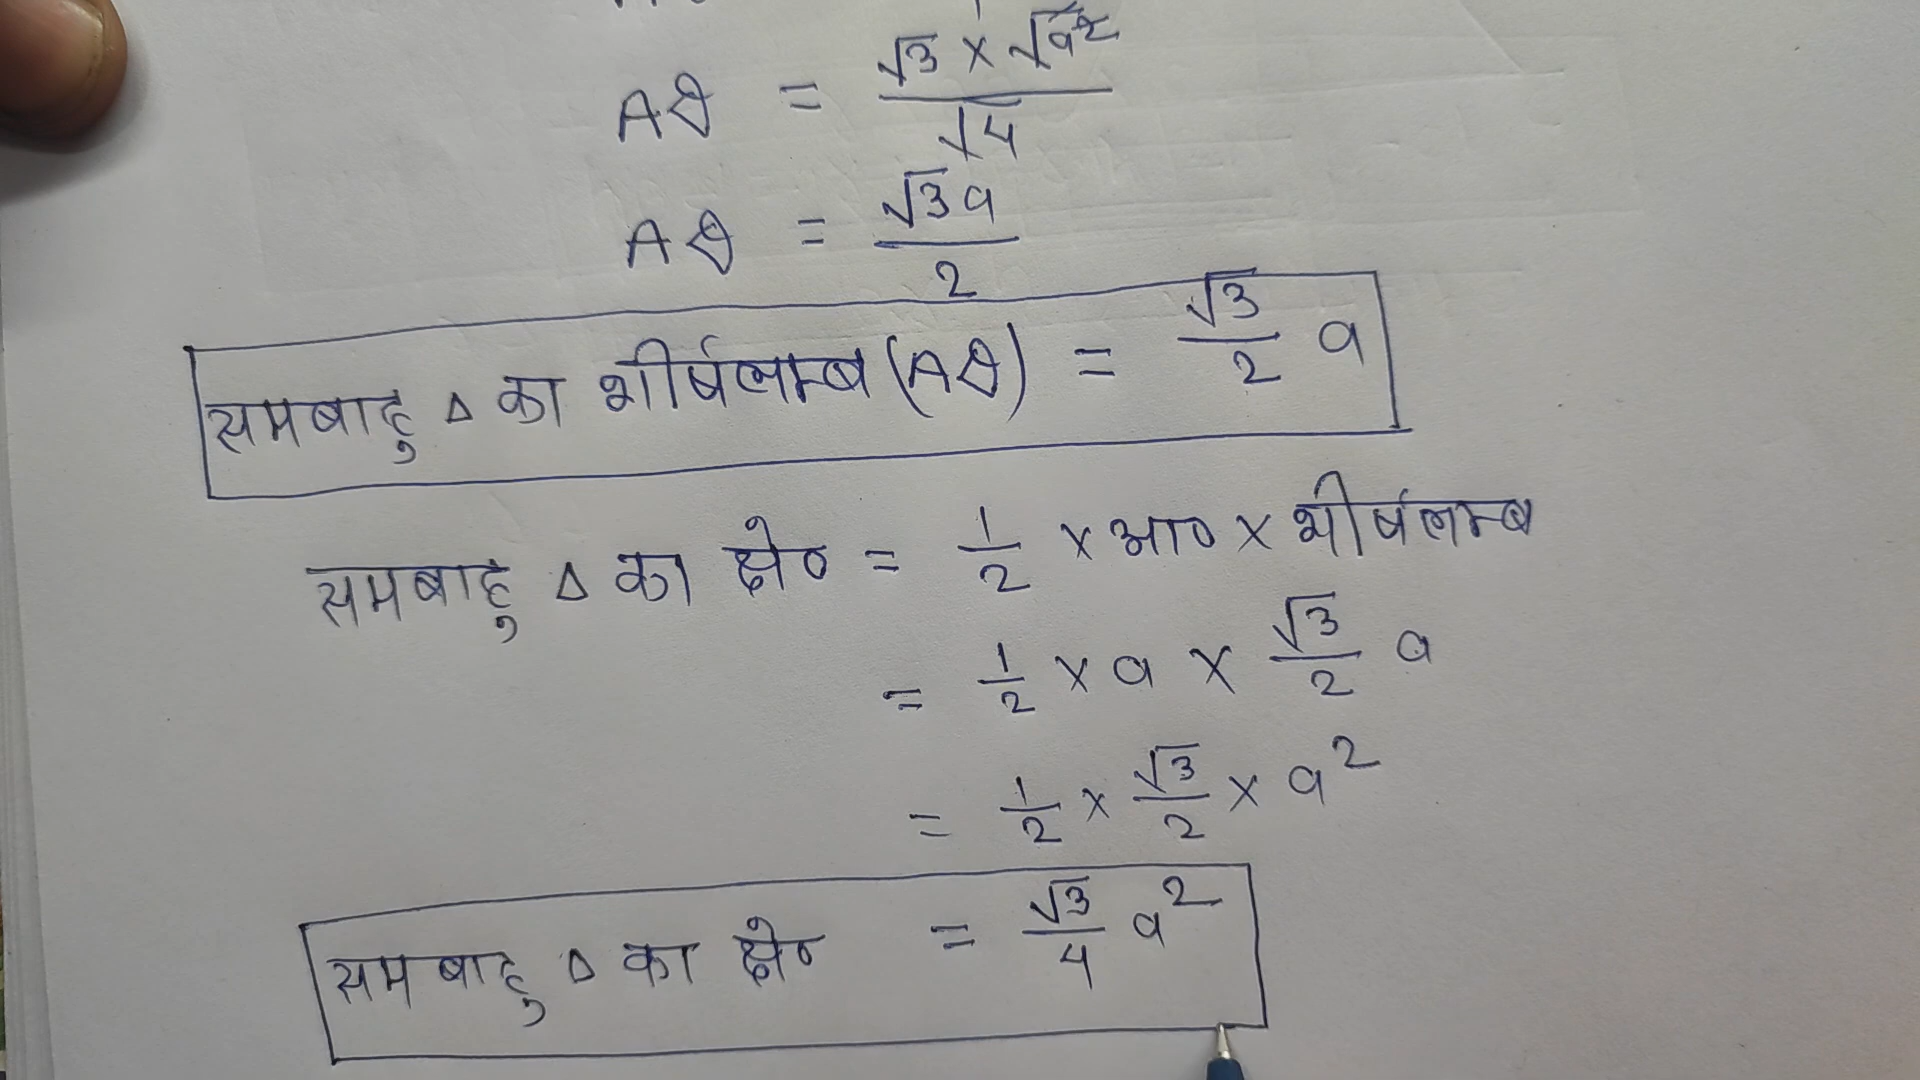 AD = √3 × √a² / √4
AD = √3a / 2
समबाहु Δ का शीर्षलम्ब (AD) = √3/2 a
समबाहु Δ का क्षे० = 1/2 × आ० × शीर्षलम्ब
= 1/2 × a × √3/2 a
= 1/2 × √3/2 × a²
समबाहु Δ का क्षे० = √3/4 a²